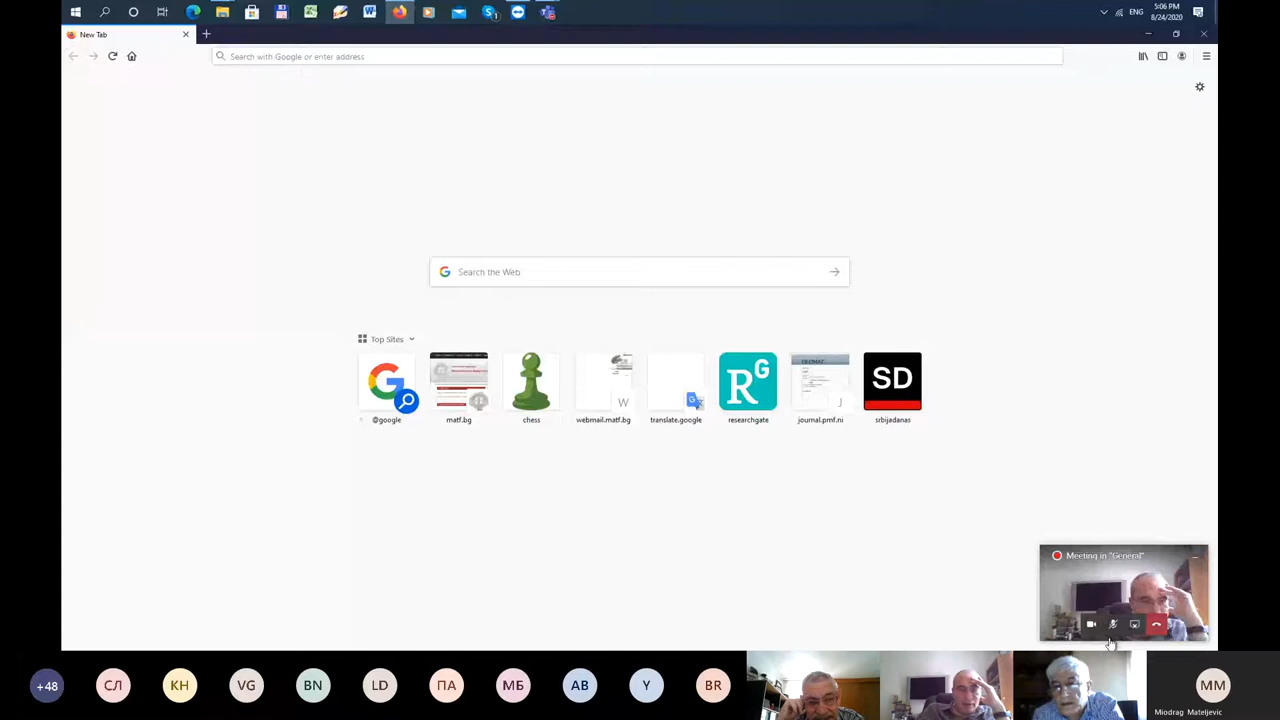 5:06 PM
ENG
8/24/2020
New Tab
Search with Google or enter address
Search the Web
Top Sites
SD
R G
W
J
@google
matf.bg
chess
webmail.matf.bg
translate.google
researchgate
journal.pmf.ni
srbijadanas
Meeting in "General"
+48
СЛ
КН
VG
BN
LD
ПА
МБ
AB
Y
BR
MM
Miodrag Mateljevic